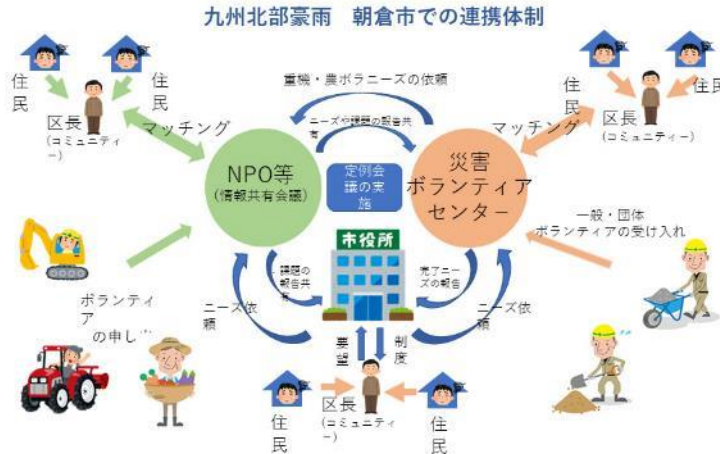 九州北部豪雨 朝倉市での連携体制
住民
住民
区長
(コミュニティ
ー)
マッチング
重機・農ボラニーズの依頼
ニーズや課題の報告共
有
住民
住民
区長
(コミュニティー)
マッチング
NPO等
(情報共有会議)
定例会
議の実
施
災害
ボランティア
センター
一般・団体
ボランティアの受け入れ
市役所
課題の
報告共
有
完了ニー
ズの報告
ボランティ
ア
の申し
ニーズ依
頼
ニーズ依
頼
要望
制度
住民
区長
(コミュニティ
ー)
住民